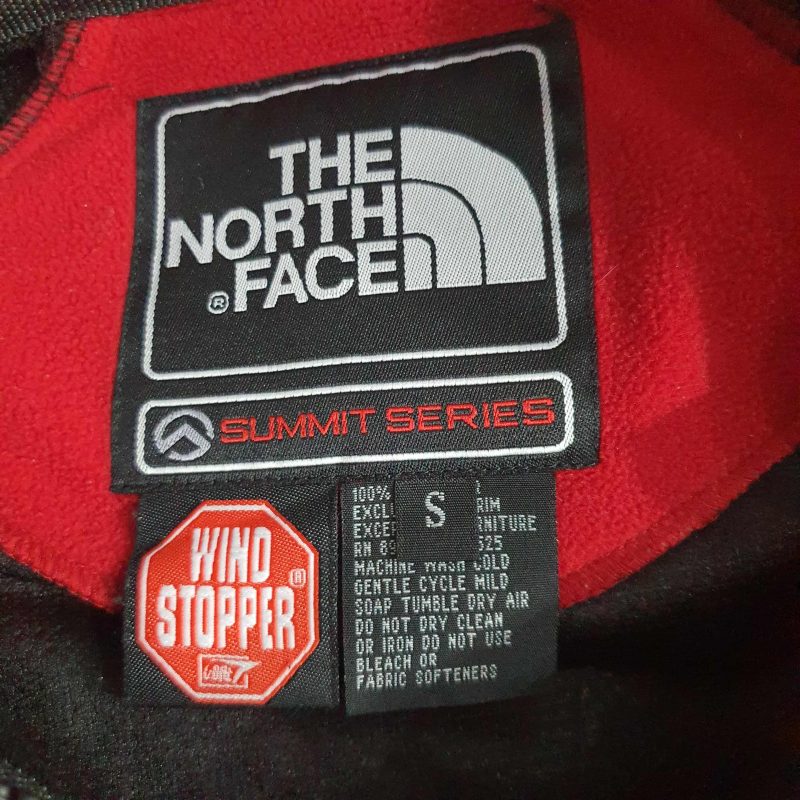 THE
NORTH
FACE
®
SUMMIT SERIES
WIND
STOPPER
®
S
100%
MACHINE WASH COLD
GENTLE CYCLE MILD
SOAP TUMBLE DRY AIR
DO NOT DRY CLEAN
OR IRON DO NOT USE
BLEACH OR
FABRIC SOFTENERS